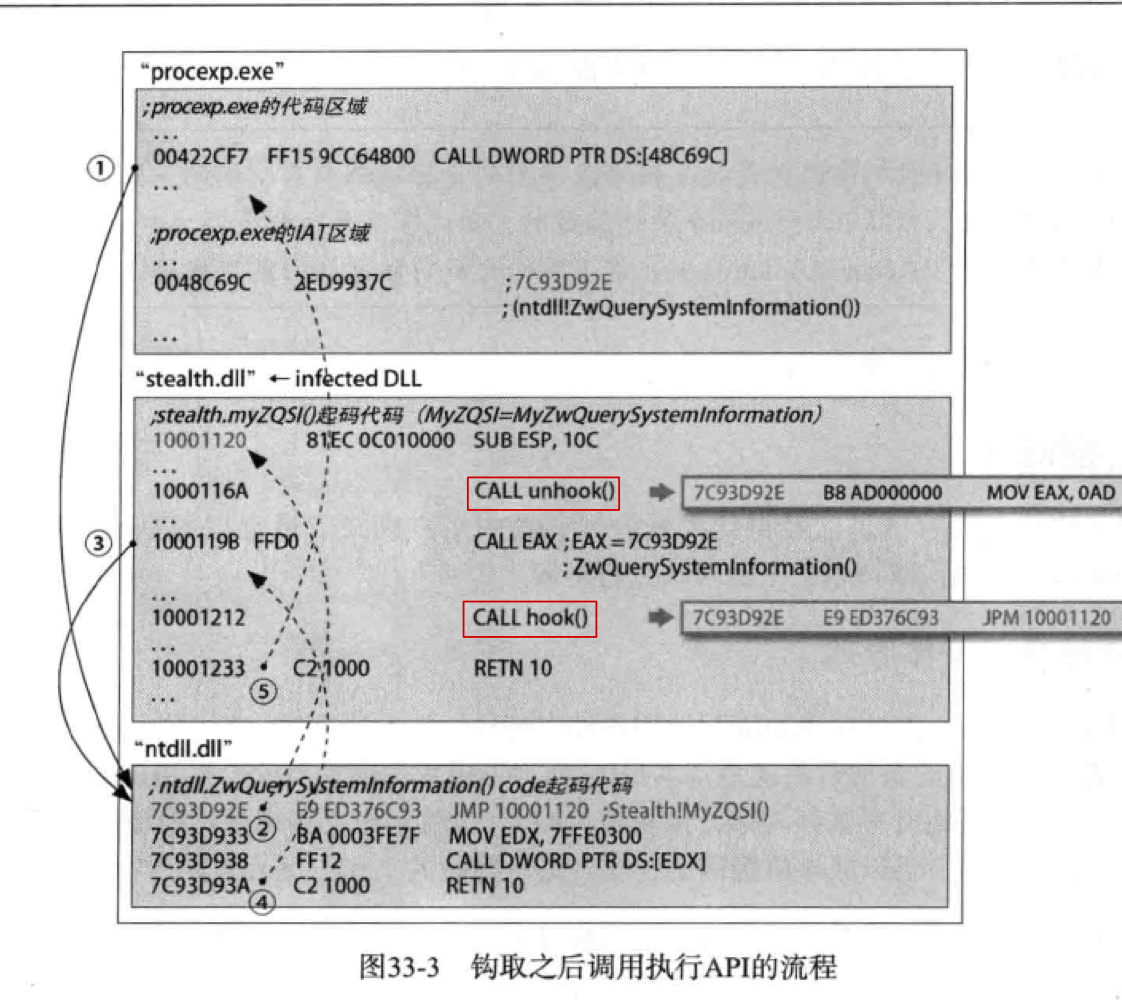 “procexp.exe”
;procexp.exe的代码区域
...
① 00422CF7 FF15 9CC64800 CALL DWORD PTR DS:[48C69C]
...
;procexp.exe的IAT区域
...
0048C69C 2ED9937C ;7C93D92E
; (ntdll!ZwQuerySystemInformation())
...
“stealth.dll” ← infected DLL
;stealth.myZQSI()起码代码（MyZQSI=MyZwQuerySystemInformation）
10001120 81EC 0C010000 SUB ESP, 10C
...
1000116A CALL unhook() 7C93D92E B8 AD000000 MOV EAX, 0AD
...
③ 1000119B FFD0 CALL EAX ; EAX = 7C93D92E
; ZwQuerySystemInformation()
...
10001212 CALL hook() 7C93D92E E9 ED376C93 JPM 10001120
...
10001233 C2 1000 RETN 10
⑤
...
“ntdll.dll”
; ntdll.ZwQuerySystemInformation() code起码代码
7C93D92E E9 ED376C93 JMP 10001120 ;Stealth!MyZQSI()
②
7C93D933 BA 0003FE7F MOV EDX, 7FFE0300
7C93D938 FF12 CALL DWORD PTR DS:[EDX]
7C93D93A C2 1000 RETN 10
④
图33-3 钩取之后调用执行API的流程